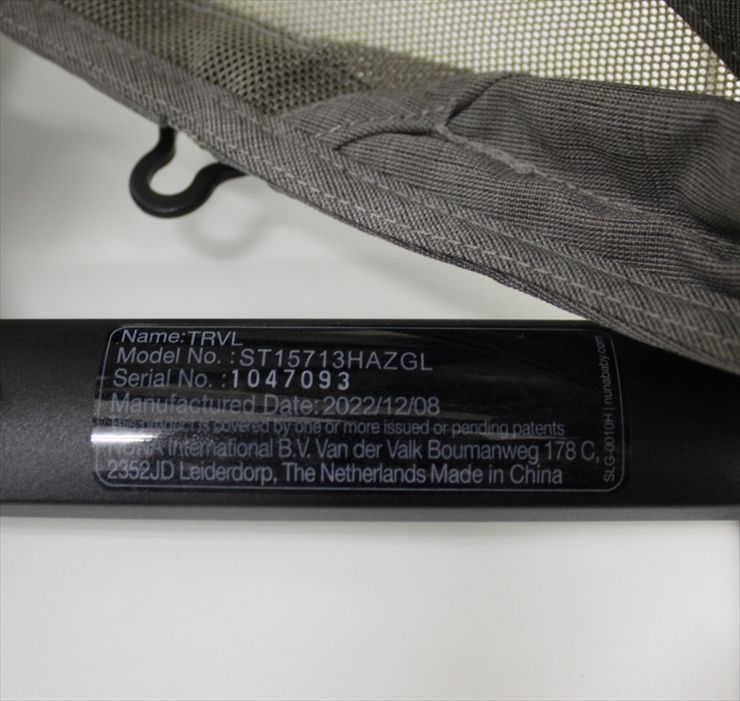 Name:TRVL
Model No. :ST15713HAZGL
Serial No. :1047093
Manufactured Date: 2022/12/08
This product is covered by one or more issued or pending patents
NUNA International B.V. Van der Valk Boumanweg 178 C,
2352JD Leiderdorp, The Netherlands Made in China
SLG-0010H | nunababy.com